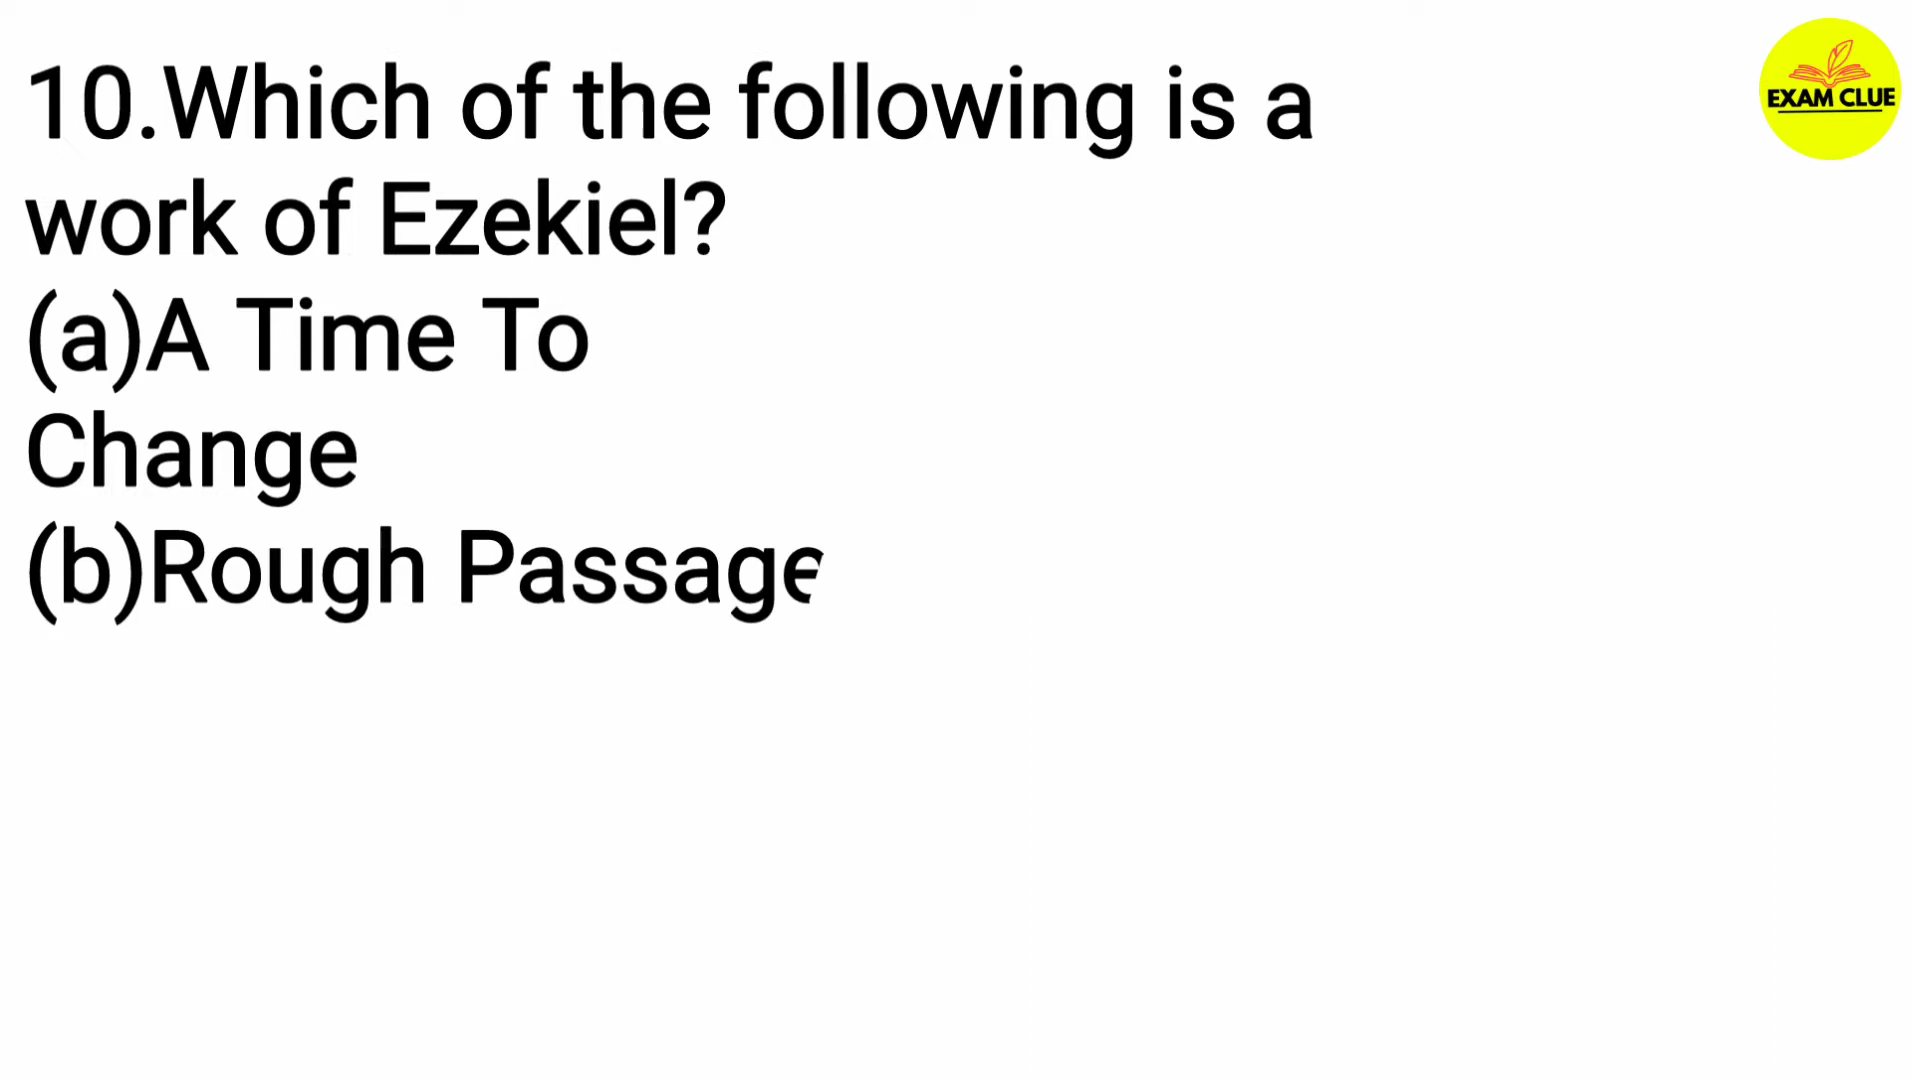 10.Which of the following is a
work of Ezekiel?
(a)A Time To
Change
(b)Rough Passage
EXAM CLUE